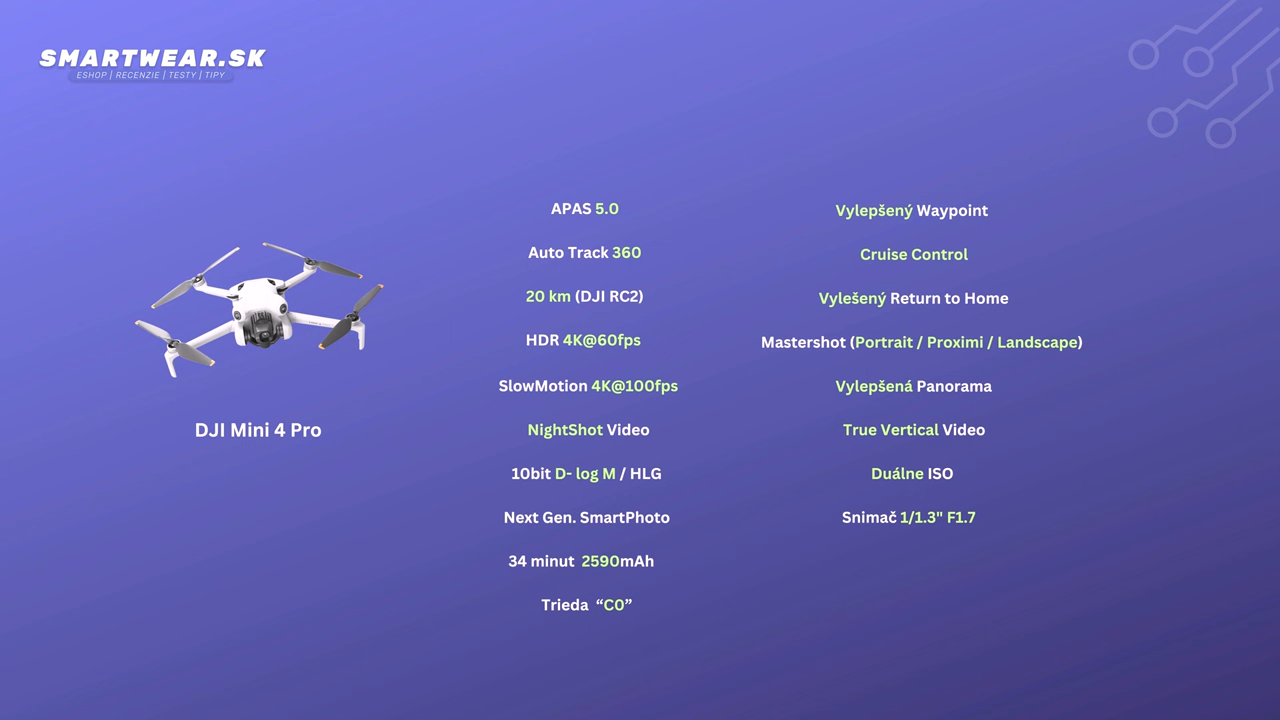 SMARTWEAR.SK
ESHOP | RECENZIE | TESTY | TIPY
DJI Mini 4 Pro
APAS 5.0
Auto Track 360
20 km (DJI RC2)
HDR 4K@60fps
SlowMotion 4K@100fps
NightShot Video
10bit D- log M / HLG
Next Gen. SmartPhoto
34 minut 2590mAh
Trieda “C0”
Vylepšený Waypoint
Cruise Control
Vylešený Return to Home
Mastershot (Portrait / Proximi / Landscape)
Vylepšená Panorama
True Vertical Video
Duálne ISO
Snimač 1/1.3" F1.7